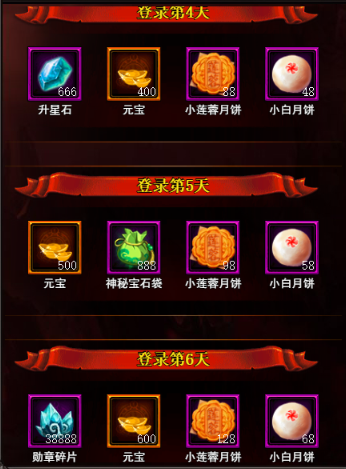 登录第4天
666 400 88 48
升星石 元宝 小莲蓉月饼 小白月饼
登录第5天
500 888 98 58
元宝 神秘宝石袋 小莲蓉月饼 小白月饼
登录第6天
38888 600 128 68
勋章碎片 元宝 小莲蓉月饼 小白月饼